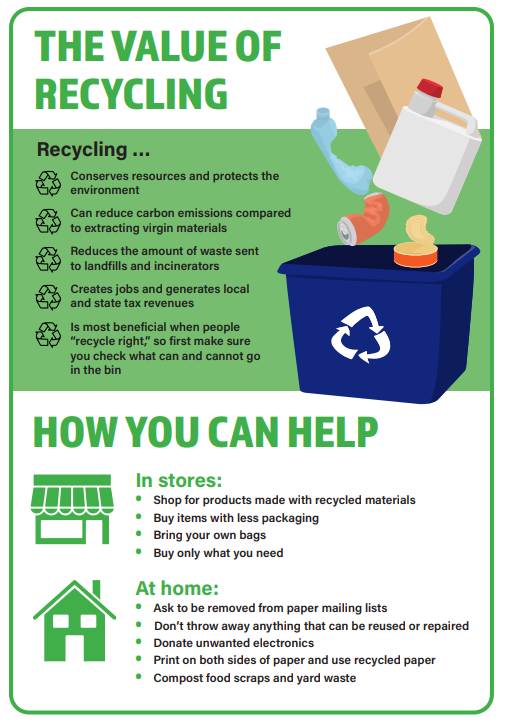 THE VALUE OF
RECYCLING
Recycling ...
Conserves resources and protects the
environment
Can reduce carbon emissions compared
to extracting virgin materials
Reduces the amount of waste sent
to landfills and incinerators
Creates jobs and generates local
and state tax revenues
Is most beneficial when people
“recycle right,” so first make sure
you check what can and cannot go
in the bin
HOW YOU CAN HELP
In stores:
• Shop for products made with recycled materials
• Buy items with less packaging
• Bring your own bags
• Buy only what you need
At home:
• Ask to be removed from paper mailing lists
• Don’t throw away anything that can be reused or repaired
• Donate unwanted electronics
• Print on both sides of paper and use recycled paper
• Compost food scraps and yard waste